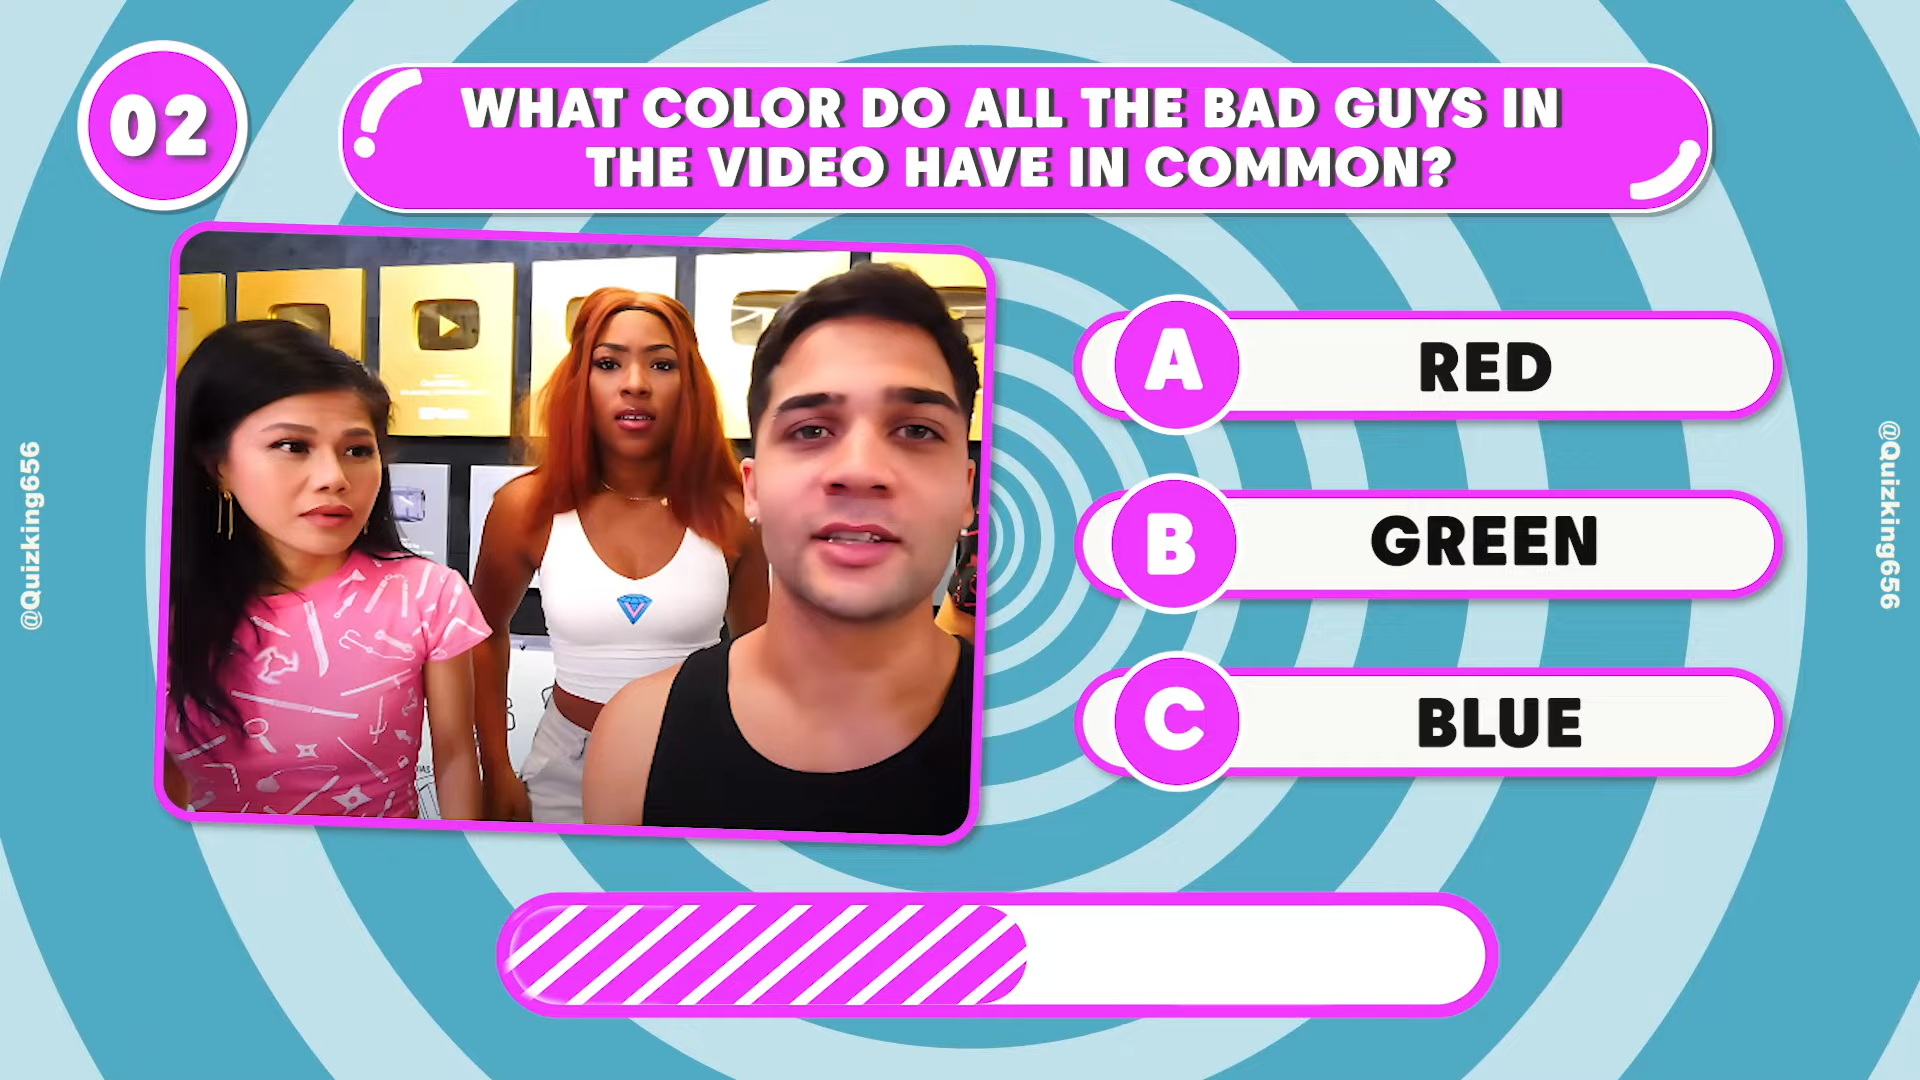 02
WHAT COLOR DO ALL THE BAD GUYS IN
THE VIDEO HAVE IN COMMON?
A RED
B GREEN
C BLUE
@Quizking656
@Quizking656